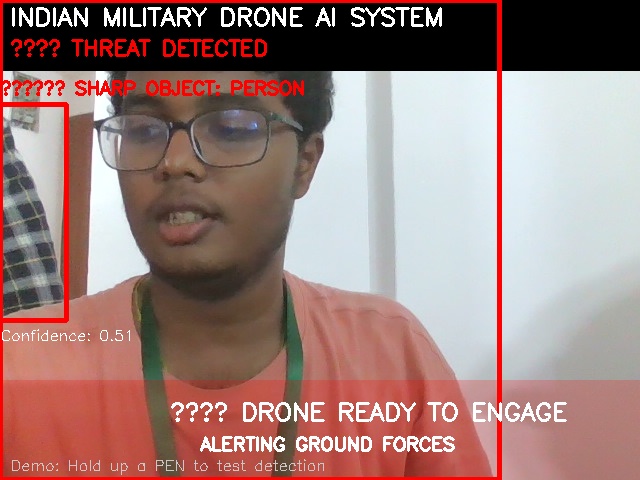 INDIAN MILITARY DRONE AI SYSTEM
???? THREAT DETECTED
?????? SHARP OBJECT: PERSON
Confidence: 0.51
???? DRONE READY TO ENGAGE
ALERTING GROUND FORCES
Demo: Hold up a PEN to test detection